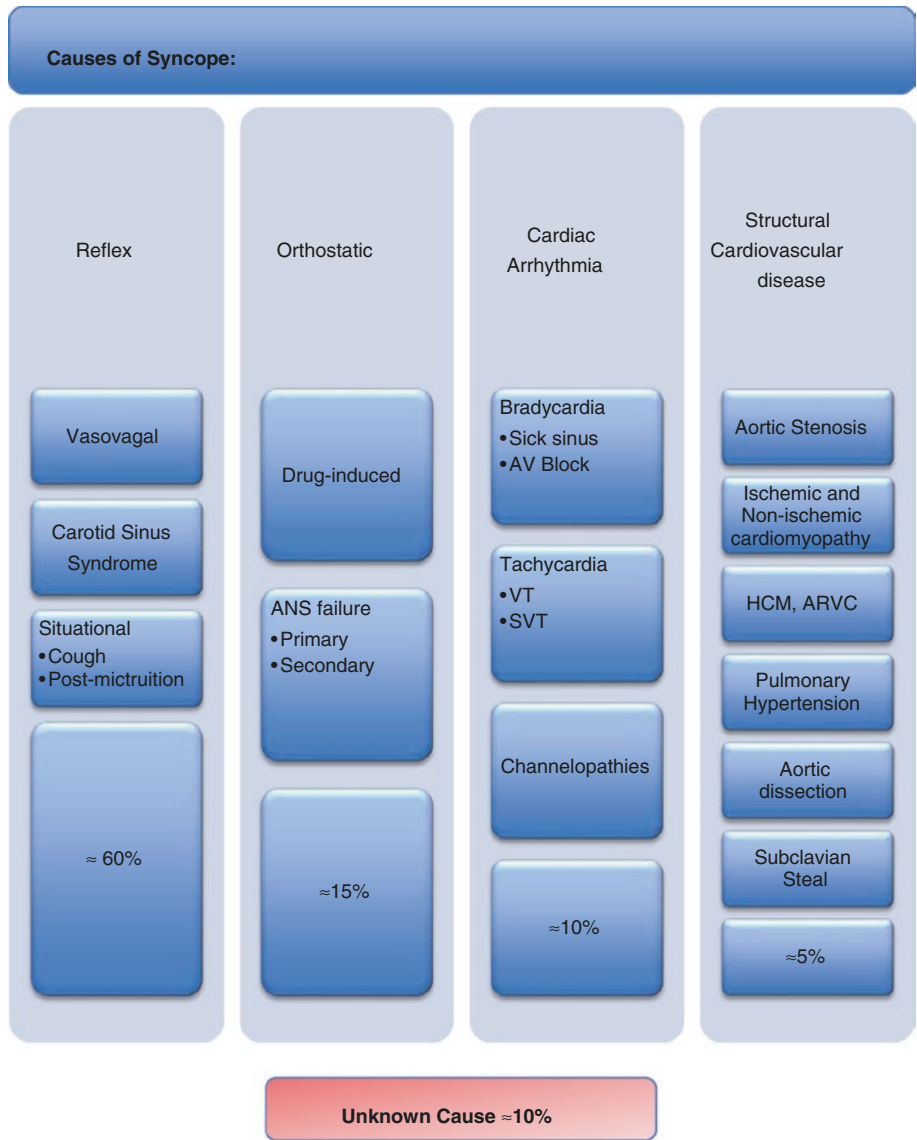 Causes of Syncope:
Reflex
Vasovagal
Carotid Sinus
Syndrome
Situational
•Cough
•Post-mictruition
≈ 60%
Orthostatic
Drug-induced
ANS failure
•Primary
•Secondary
≈15%
Cardiac
Arrhythmia
Bradycardia
•Sick sinus
•AV Block
Tachycardia
•VT
•SVT
Channelopathies
≈10%
Structural
Cardiovascular
disease
Aortic Stenosis
Ischemic and
Non-ischemic
cardiomyopathy
HCM, ARVC
Pulmonary
Hypertension
Aortic
dissection
Subclavian
Steal
≈5%
Unknown Cause ≈10%